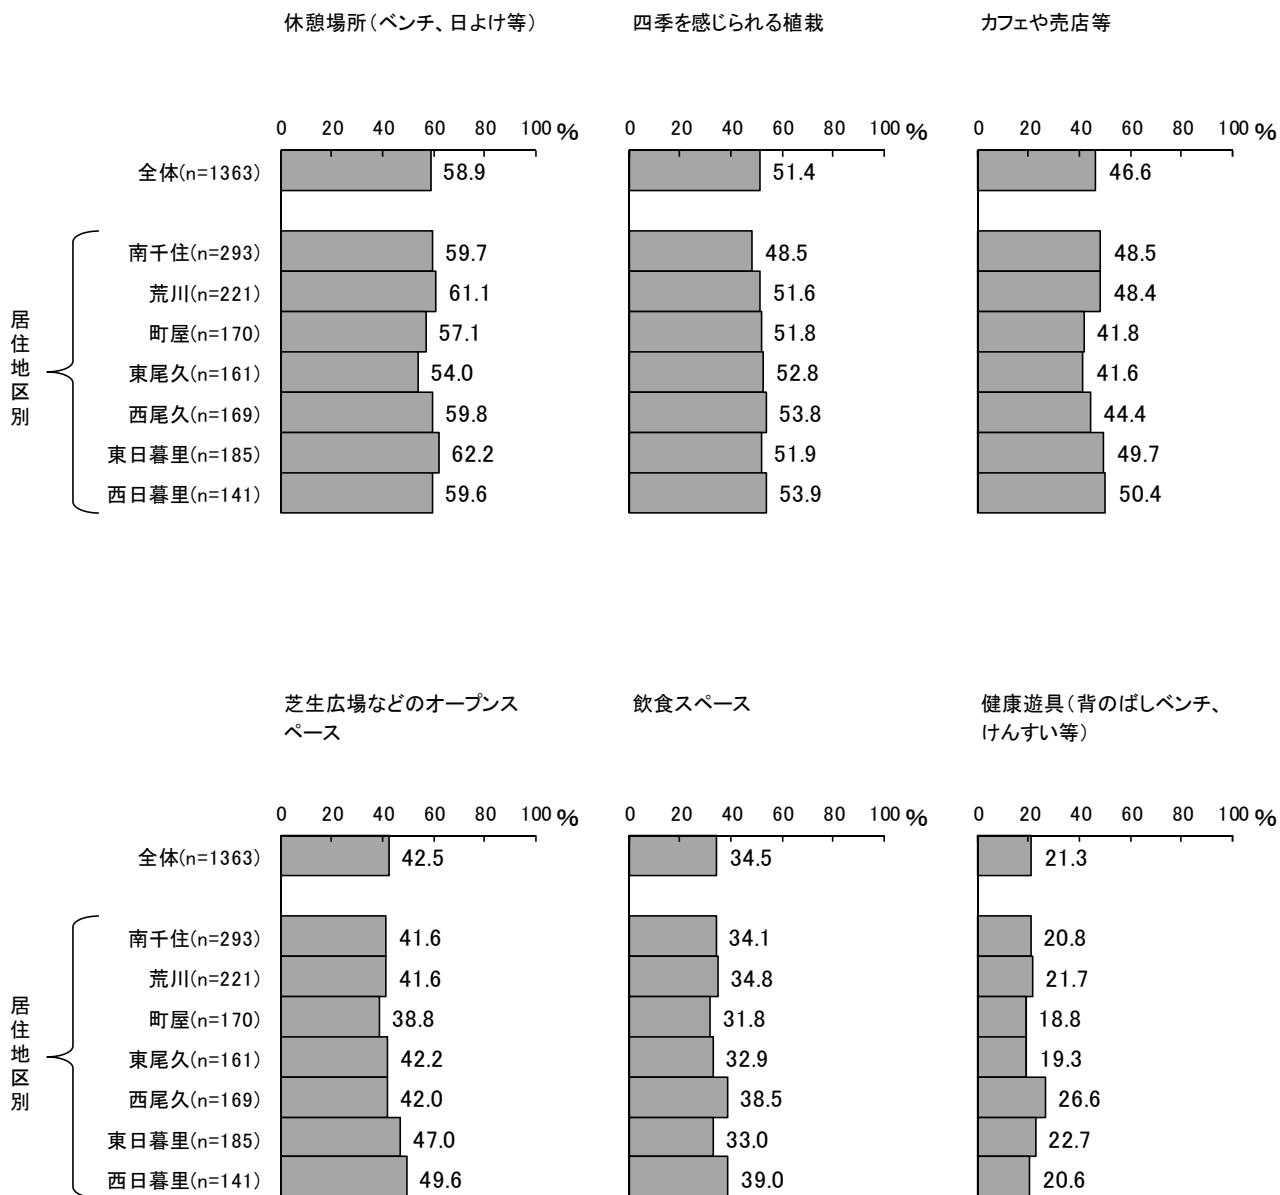 休憩場所（ベンチ、日よけ等） 四季を感じられる植栽 カフェや売店等
0 20 40 60 80 100 % 0 20 40 60 80 100 % 0 20 40 60 80 100 %
全体(n=1363) 58.9 51.4 46.6
居住地区別
南千住(n=293) 59.7 48.5 48.5
荒川(n=221) 61.1 51.6 48.4
町屋(n=170) 57.1 51.8 41.8
東尾久(n=161) 54.0 52.8 41.6
西尾久(n=169) 59.8 53.8 44.4
東日暮里(n=185) 62.2 51.9 49.7
西日暮里(n=141) 59.6 53.9 50.4
芝生広場などのオープンス
ペース
飲食スペース
健康遊具（背のばしベンチ、
けんすい等）
0 20 40 60 80 100 % 0 20 40 60 80 100 % 0 20 40 60 80 100 %
全体(n=1363) 42.5 34.5 21.3
居住地区別
南千住(n=293) 41.6 34.1 20.8
荒川(n=221) 41.6 34.8 21.7
町屋(n=170) 38.8 31.8 18.8
東尾久(n=161) 42.2 32.9 19.3
西尾久(n=169) 42.0 38.5 26.6
東日暮里(n=185) 47.0 33.0 22.7
西日暮里(n=141) 49.6 39.0 20.6